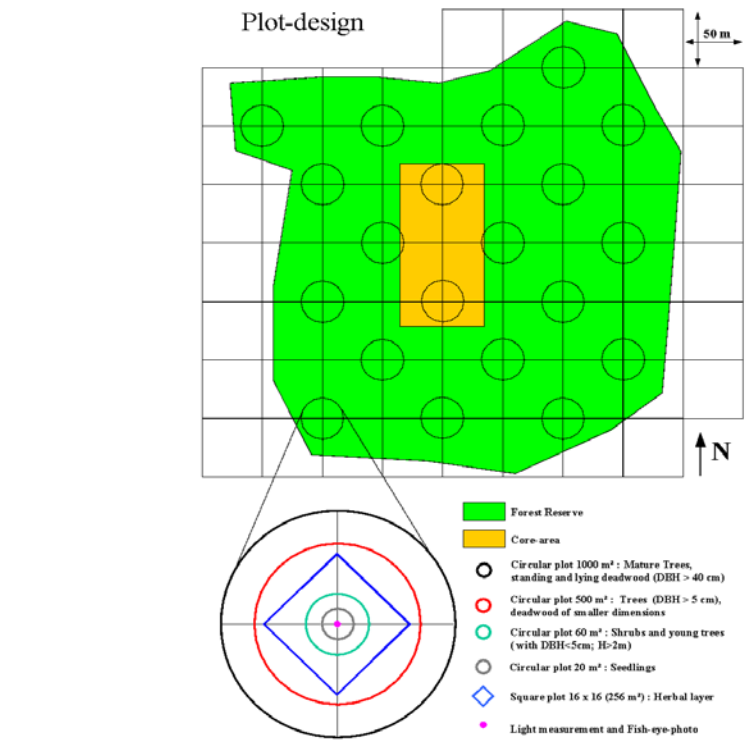 Plot-design
50 m
N
Forest Reserve
Core-area
Circular plot 1000 m² : Mature Trees,
standing and lying deadwood (DBH > 40 cm)
Circular plot 500 m² : Trees (DBH > 5 cm),
deadwood of smaller dimensions
Circular plot 60 m² : Shrubs and young trees
( with DBH<5cm; H>2m)
Circular plot 20 m² : Seedlings
Square plot 16 x 16 (256 m²) : Herbal layer
Light measurement and Fish-eye-photo